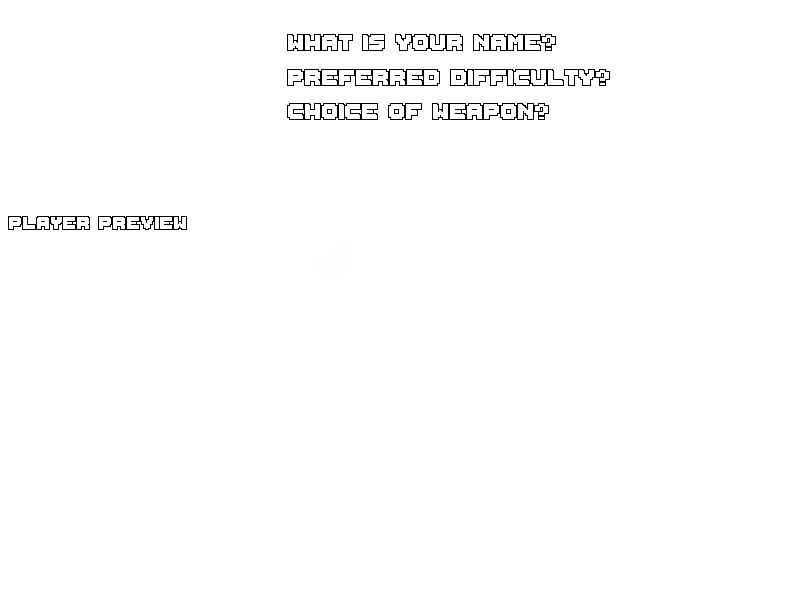 WHAT IS YOUR NAME?
PREFERRED DIFFICULTY?
CHOICE OF WEAPON?
PLAYER PREVIEW